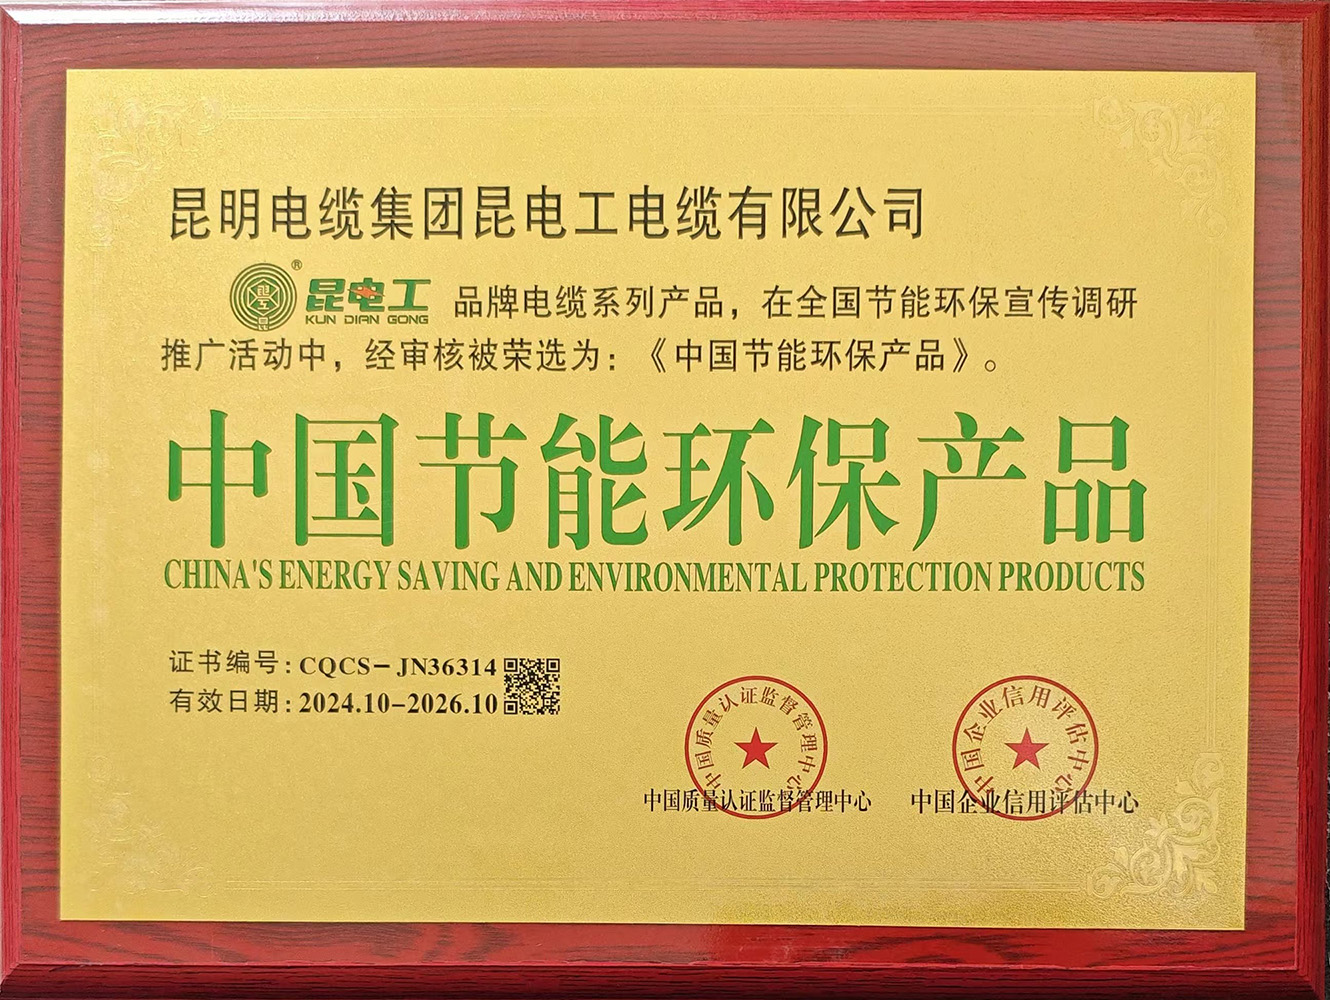 昆明电缆集团昆电工电缆有限公司
® 昆电工 品牌电缆系列产品，在全国节能环保宣传调研
KUN DIAN GONG
推广活动中，经审核被荣选为：《中国节能环保产品》。
中国节能环保产品
CHINA'S ENERGY SAVING AND ENVIRONMENTAL PROTECTION PRODUCTS
证书编号：CQCS-JN36314
有效日期：2024.10-2026.10
中国质量认证监督管理中心
中国企业信用评估中心
中国质量认证监督管理中心
中国企业信用评估中心